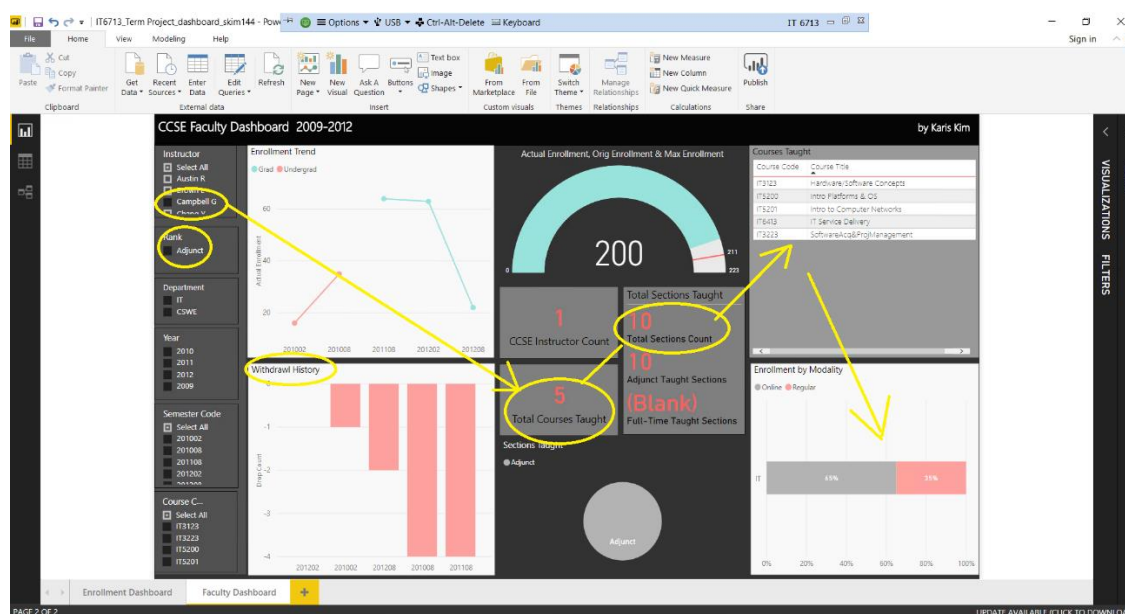 IT6713_Term Project_dashboard_skim144 - Pow
Options USB Ctrl-Alt-Delete Keyboard
IT 6713
File Home View Modeling Help
Sign in
Paste
Cut
Copy
Format Painter
Clipboard
Get Data
Recent Sources
Enter Data
Edit Queries
Refresh
External data
New Page
New Visual
Ask A Question
Buttons
Text box
Image
Shapes
Insert
From Marketplace
From File
Custom visuals
Switch Theme
Themes
Manage Relationships
Relationships
New Measure
New Column
New Quick Measure
Calculations
Publish
Share
CCSE Faculty Dashboard 2009-2012
by Karis Kim
Instructor
Select All
Austin R
Campbell G
Chang Y
Rank
Adjunct
Department
IT
CSWE
Year
2010
2011
2012
2009
Semester Code
Select All
201002
201008
201108
201202
Course C...
Select All
IT3123
IT3223
IT5200
IT5201
Enrollment Trend
Grad Undergrad
Actual Enrollment
60
40
20
201002 201008 201108 201202 201208
Withdrawl History
Drop Count
-1
-2
-3
-4
201202 201002 201208 201008 201108
Actual Enrollment, Orig Enrollment & Max Enrollment
200
0
211
223
1
CCSE Instructor Count
5
Total Courses Taught
Total Sections Taught
10
Total Sections Count
10
Adjunct Taught Sections
(Blank)
Full-Time Taught Sections
Sections Taught
Adjunct
Adjunct
Courses Taught
Course Code Course Title
IT3123 Hardware/Software Concepts
IT5200 Intro Platforms & OS
IT5201 Intro to Computer Networks
IT6413 IT Service Delivery
IT3223 SoftwareAcq&ProjManagement
Enrollment by Modality
Online Regular
IT
65%
35%
0% 20% 40% 60% 80% 100%
VISUALIZATIONS
FILTERS
Enrollment Dashboard Faculty Dashboard
PAGE 2 OF 2
UPDATE AVAILABLE (CLICK TO DOWNLOA